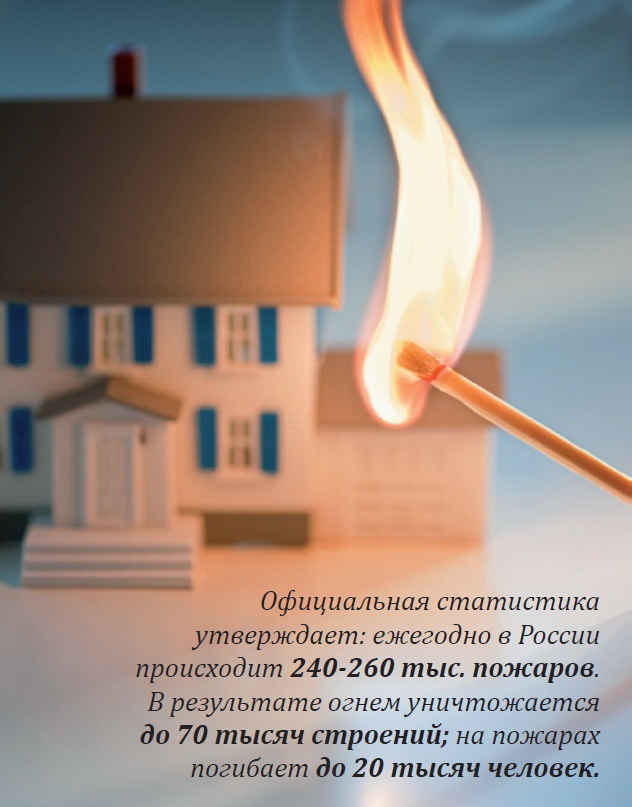 Официальная статистика
утверждает: ежегодно в России
происходит 240-260 тыс. пожаров.
В результате огнем уничтожается
до 70 тысяч строений; на пожарах
погибает до 20 тысяч человек.